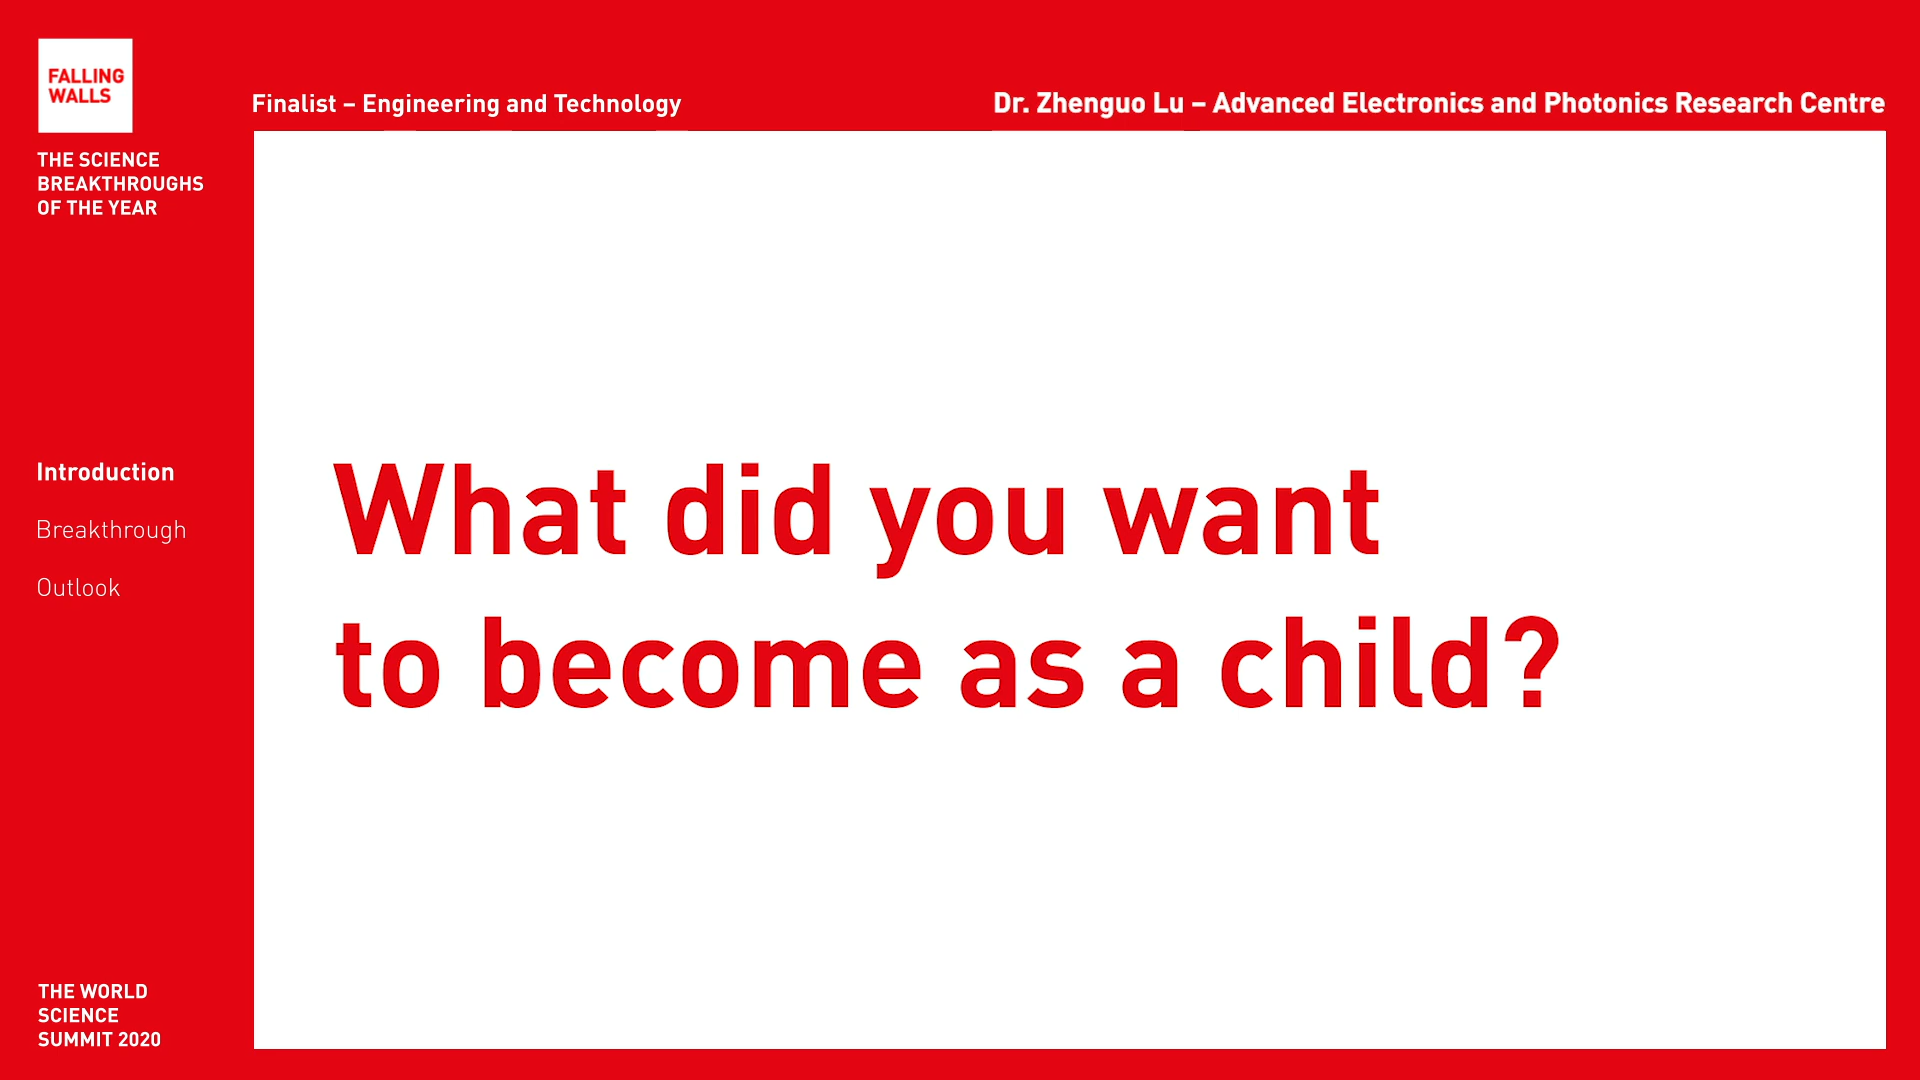 FALLING
WALLS
THE SCIENCE
BREAKTHROUGHS
OF THE YEAR
Finalist – Engineering and Technology
Dr. Zhenguo Lu – Advanced Electronics and Photonics Research Centre
Introduction
Breakthrough
Outlook
What did you want
to become as a child?
THE WORLD
SCIENCE
SUMMIT 2020